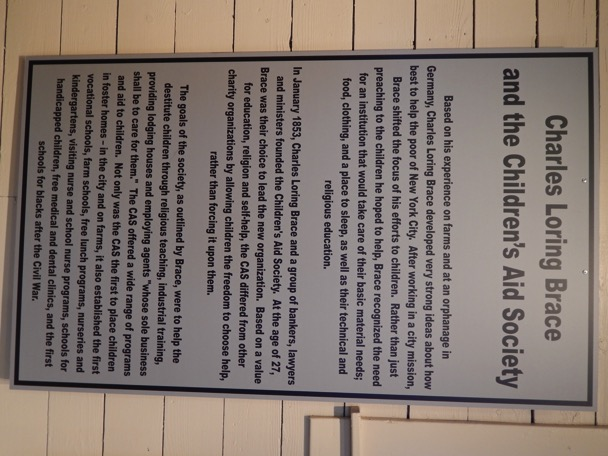 Charles Loring Brace
and the Children's Aid Society
Based on his experience on farms and at an orphanage in
Germany, Charles Loring Brace developed very strong ideas about how
best to help the poor of New York City. After working in a city mission,
Brace shifted the focus of his efforts to children. Rather than just
preaching to the children he hoped to help, Brace recognized the need
for an institution that would take care of their basic material needs;
food, clothing, and a place to sleep, as well as their technical and
religious education.
In January 1853, Charles Loring Brace and a group of bankers, lawyers
and ministers founded the Children's Aid Society. At the age of 27,
Brace was their choice to lead the new organization. Based on a value
for education, religion and self-help, the CAS differed from other
charity organizations by allowing children the freedom to choose help,
rather than forcing it upon them.
The goals of the society, as outlined by Brace, were to help the
destitute children through religious teaching, industrial training,
providing lodging houses and employing agents "whose sole business
shall be to care for them." The CAS offered a wide range of programs
and aid to children. Not only was the CAS the first to place children
in foster homes – in the city and on farms, it also established the first
vocational schools, farm schools, free lunch programs, nurseries and
kindergartens, visiting nurse and school nurse programs, schools for
handicapped children, free medical and dental clinics, and the first
schools for blacks after the Civil War.